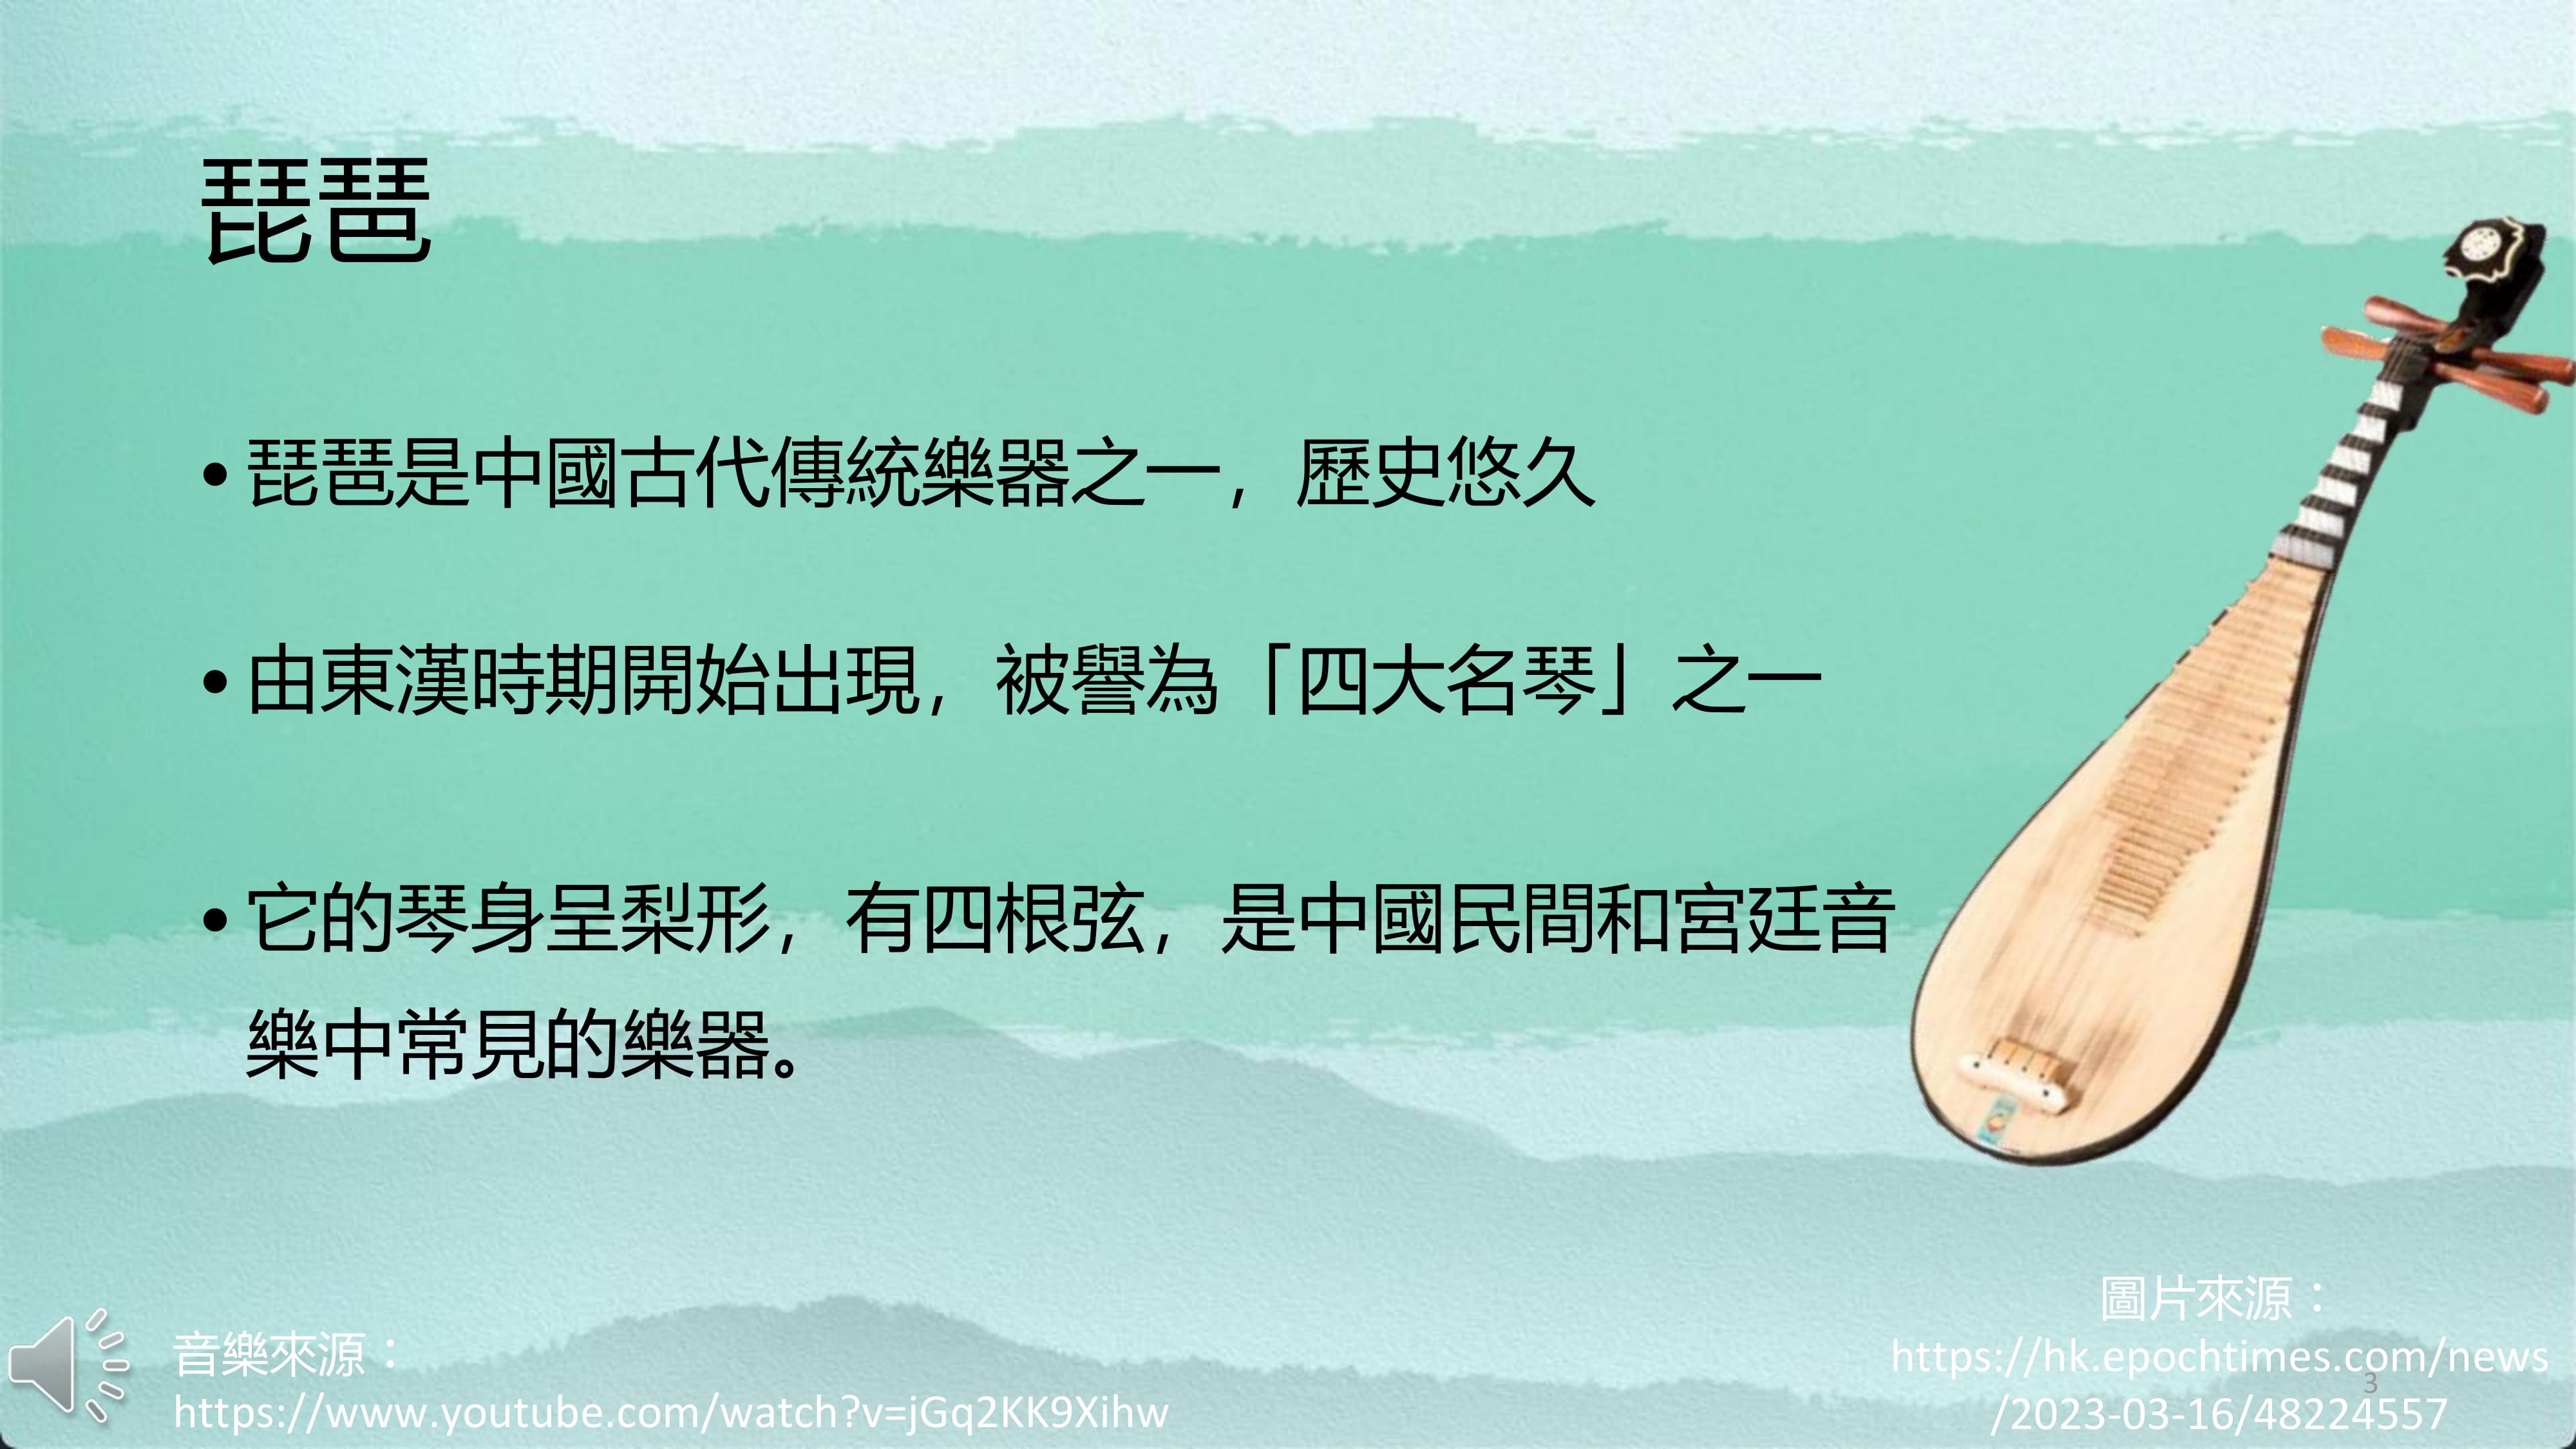 琵琶
• 琵琶是中國古代傳統樂器之一，歷史悠久
• 由東漢時期開始出現，被譽為「四大名琴」之一
• 它的琴身呈梨形，有四根弦，是中國民間和宮廷音
樂中常見的樂器。
音樂來源：
https://www.youtube.com/watch?v=jGq2KK9Xihw
圖片來源：
https://hk.epochtimes.com/news
/2023-03-16/48224557
3